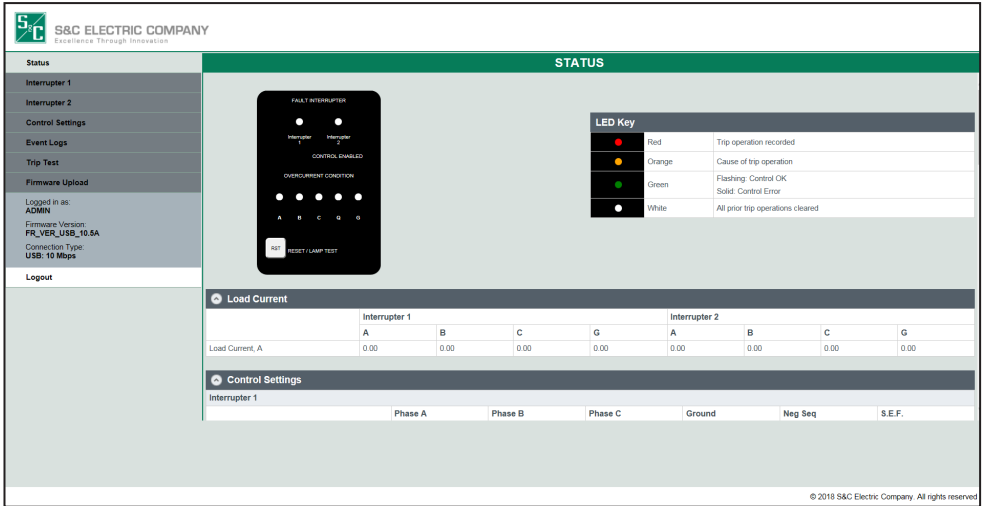 S&C ELECTRIC COMPANY
Excellence Through Innovation
Status
Interrupter 1
Interrupter 2
Control Settings
Event Logs
Trip Test
Firmware Upload
Logged in as:
ADMIN
Firmware Version:
FR_VER_USB_10.5A
Connection Type:
USB: 10 Mbps
Logout
STATUS
FAULT INTERRUPTER
Interrupter Interrupter
1 2
CONTROL ENABLED
OVERCURRENT CONDITION
A B C Q G
RST RESET / LAMP TEST
LED Key
Red Trip operation recorded
Orange Cause of trip operation
Green Flashing: Control OK
Solid: Control Error
White All prior trip operations cleared
Load Current
Interrupter 1 Interrupter 2
A B C G A B C G
Load Current, A 0.00 0.00 0.00 0.00 0.00 0.00 0.00 0.00
Control Settings
Interrupter 1
Phase A Phase B Phase C Ground Neg Seq S.E.F.
© 2018 S&C Electric Company. All rights reserved